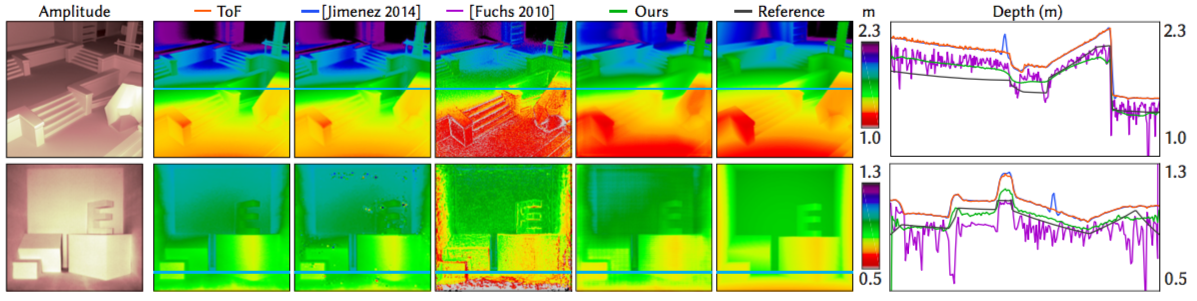 Amplitude ToF [Jimenez 2014] [Fuchs 2010] Ours Reference m Depth (m)
2.3 2.3
1.0 1.0
1.3 1.3
E
0.5 0.5